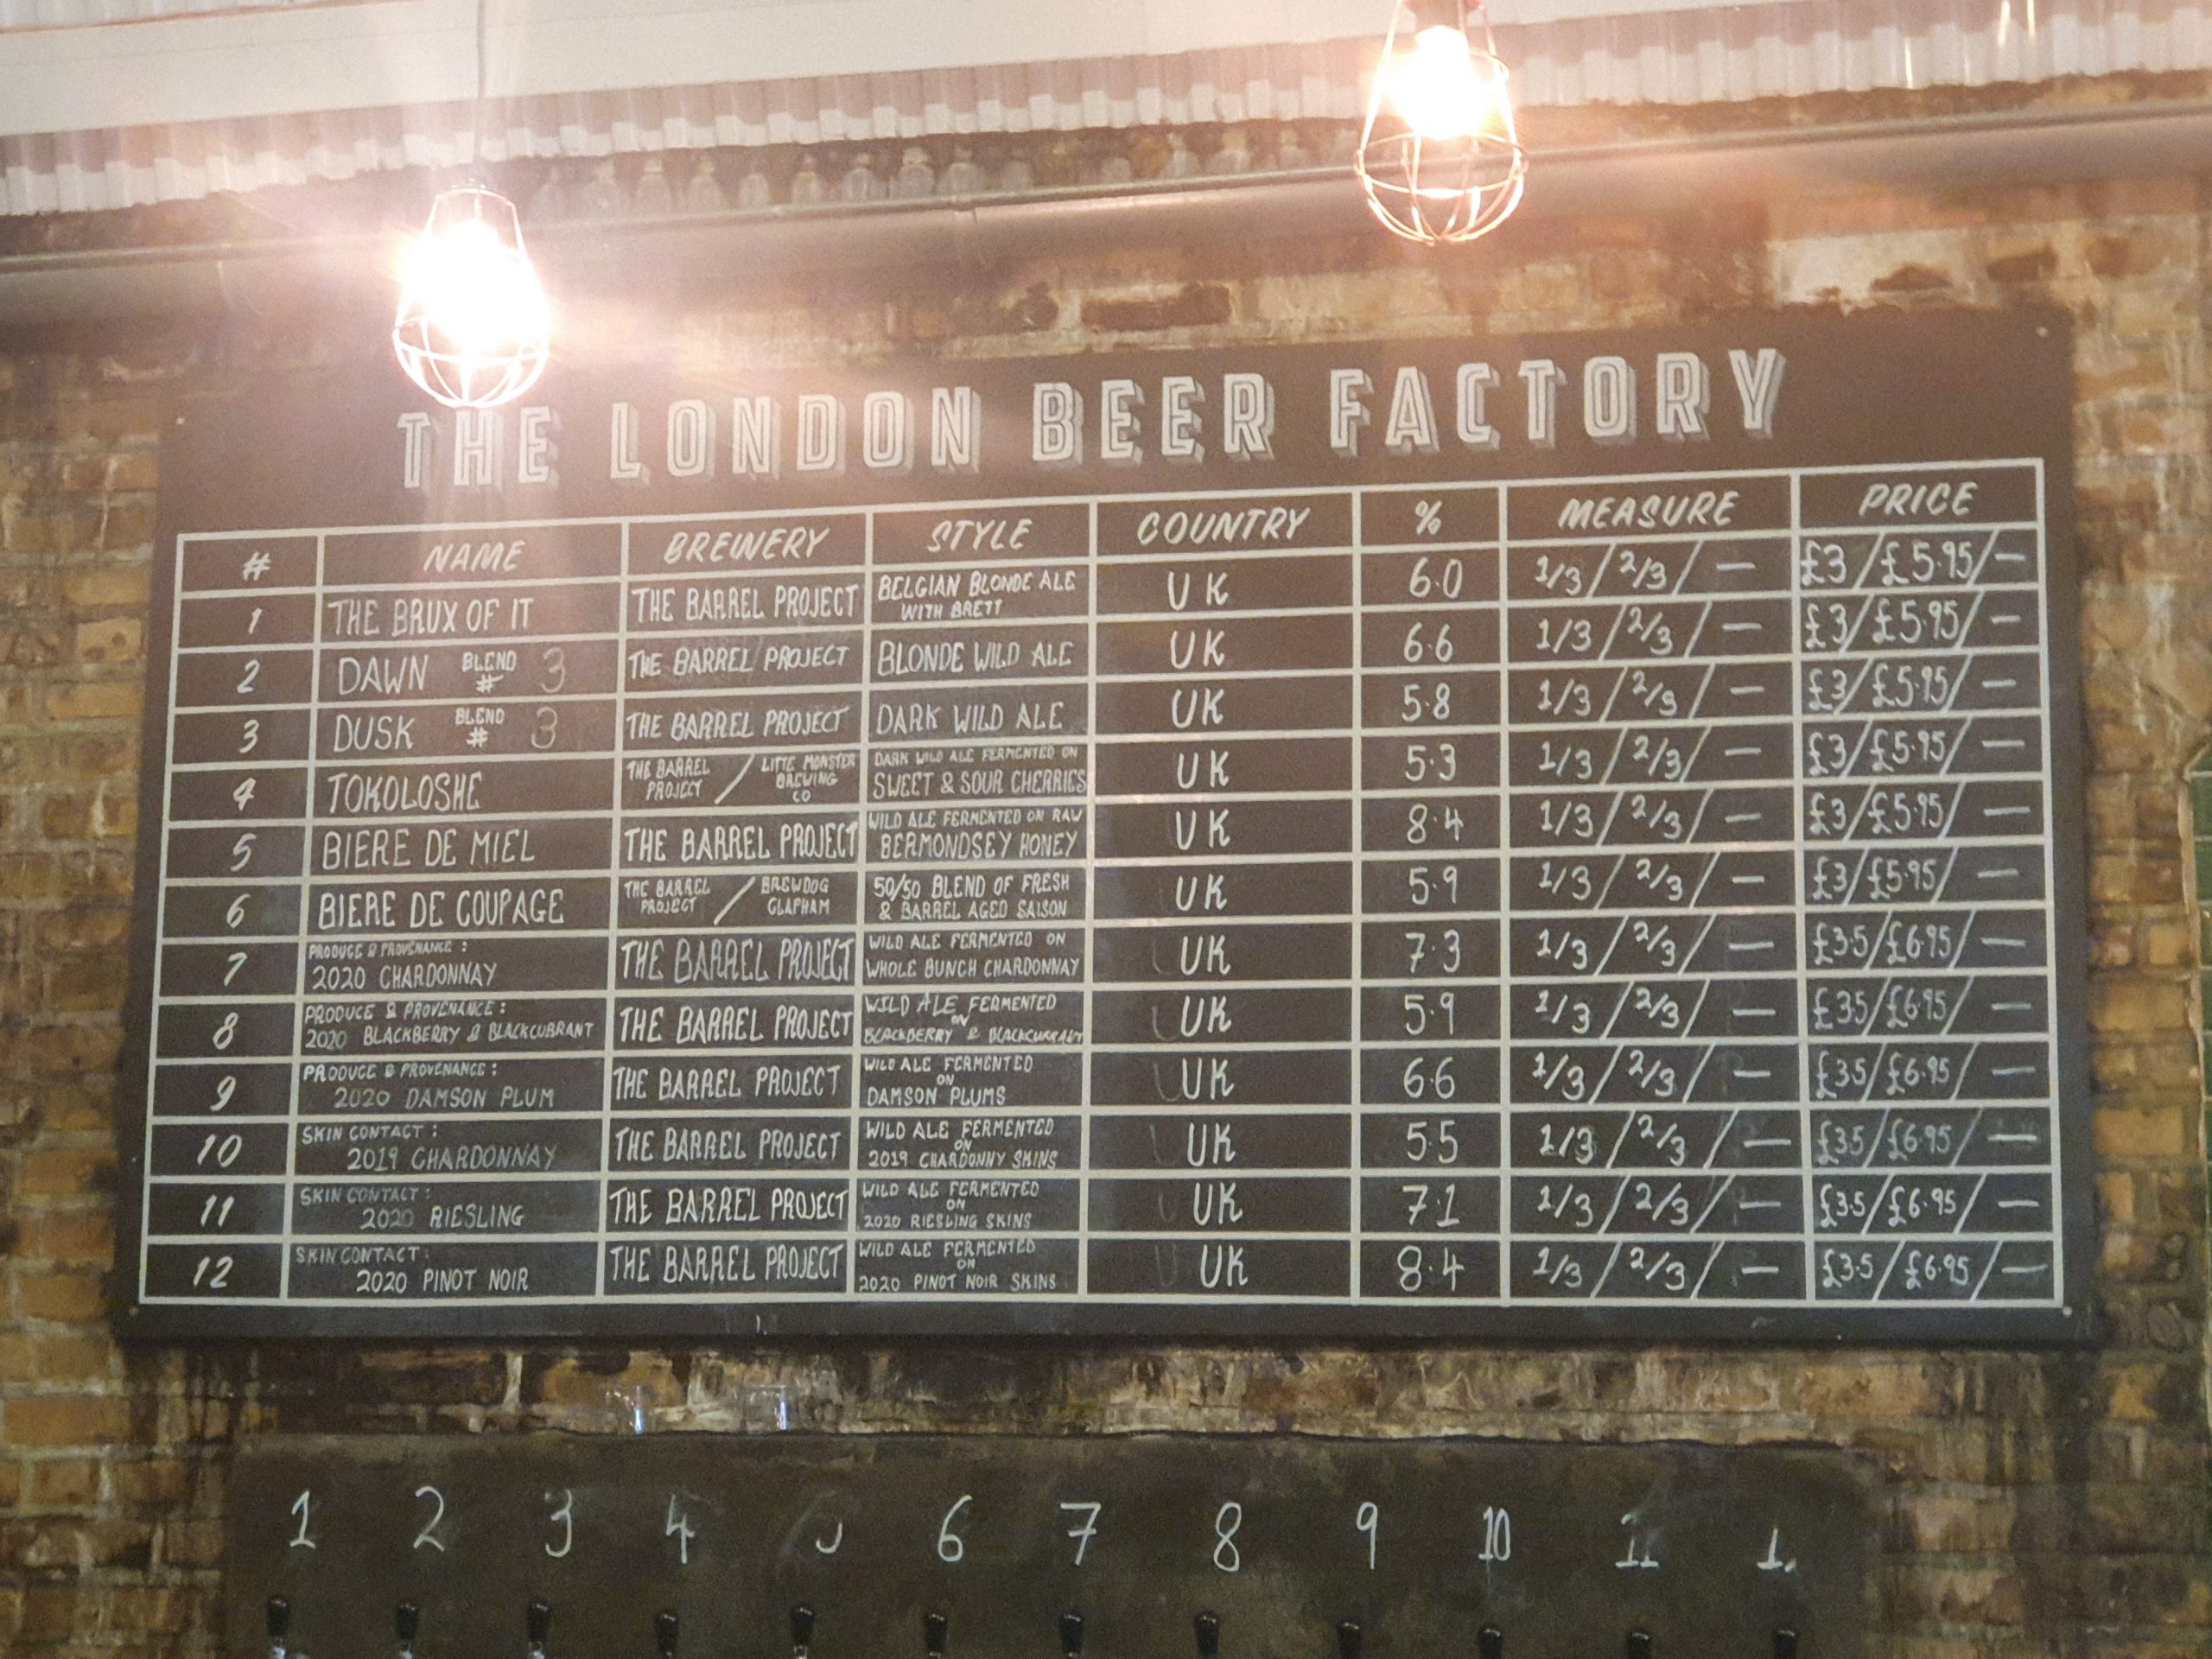 THE LONDON BEER FACTORY
# NAME BREWERY STYLE COUNTRY % MEASURE PRICE
1 THE BRUX OF IT THE BARREL PROJECT BELGIAN BLONDE ALE WITH BRETT UK 6.0 1/3 / 2/3 / — £3 / £5.95 / —
2 DAWN BLEND # 3 THE BARREL PROJECT BLONDE WILD ALE UK 6.6 1/3 / 2/3 / — £3 / £5.95 / —
3 DUSK BLEND # 3 THE BARREL PROJECT DARK WILD ALE UK 5.8 1/3 / 2/3 / — £3 / £5.95 / —
4 TOKOLOSHE THE BARREL PROJECT / LITTE MONSTER BREWING CO DARK WILD ALE FERMENTED ON SWEET & SOUR CHERRIES UK 5.3 1/3 / 2/3 / — £3 / £5.95 / —
5 BIERE DE MIEL THE BARREL PROJECT WILD ALE FERMENTED ON RAW BERMONDSEY HONEY UK 8.4 1/3 / 2/3 / — £3 / £5.95 / —
6 BIERE DE COUPAGE THE BARREL PROJECT / BREWDOG CLAPHAM 50/50 BLEND OF FRESH & BARREL AGED SAISON UK 5.9 1/3 / 2/3 / — £3 / £5.95 / —
7 PRODUCE & PROVENANCE: 2020 CHARDONNAY THE BARREL PROJECT WILD ALE FERMENTED ON WHOLE BUNCH CHARDONNAY UK 7.3 1/3 / 2/3 / — £3.5 / £6.95 / —
8 PRODUCE & PROVENANCE: 2020 BLACKBERRY & BLACKCURRANT THE BARREL PROJECT WILD ALE FERMENTED ON BLACKBERRY & BLACKCURRANT UK 5.9 1/3 / 2/3 / — £3.5 / £6.95 / —
9 PRODUCE & PROVENANCE: 2020 DAMSON PLUM THE BARREL PROJECT WILD ALE FERMENTED ON DAMSON PLUMS UK 6.6 1/3 / 2/3 / — £3.5 / £6.95 / —
10 SKIN CONTACT: 2019 CHARDONNAY THE BARREL PROJECT WILD ALE FERMENTED ON 2019 CHARDONNY SKINS UK 5.5 1/3 / 2/3 / — £3.5 / £6.95 / —
11 SKIN CONTACT: 2020 RIESLING THE BARREL PROJECT WILD ALE FERMENTED ON 2020 RIESLING SKINS UK 7.1 1/3 / 2/3 / — £3.5 / £6.95 / —
12 SKIN CONTACT: 2020 PINOT NOIR THE BARREL PROJECT WILD ALE FERMENTED ON 2020 PINOT NOIR SKINS UK 8.4 1/3 / 2/3 / — £3.5 / £6.95 / —
1 2 3 4 6 7 8 9 10 11